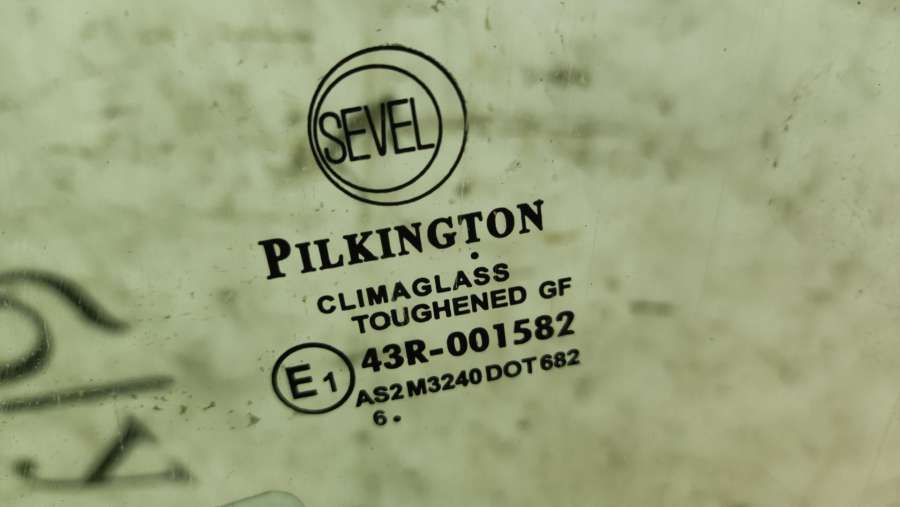 SEVEL
PILKINGTON
CLIMAGLASS
TOUGHENED GF
E1 43R-001582
AS2 M3240 DOT 682
6 .